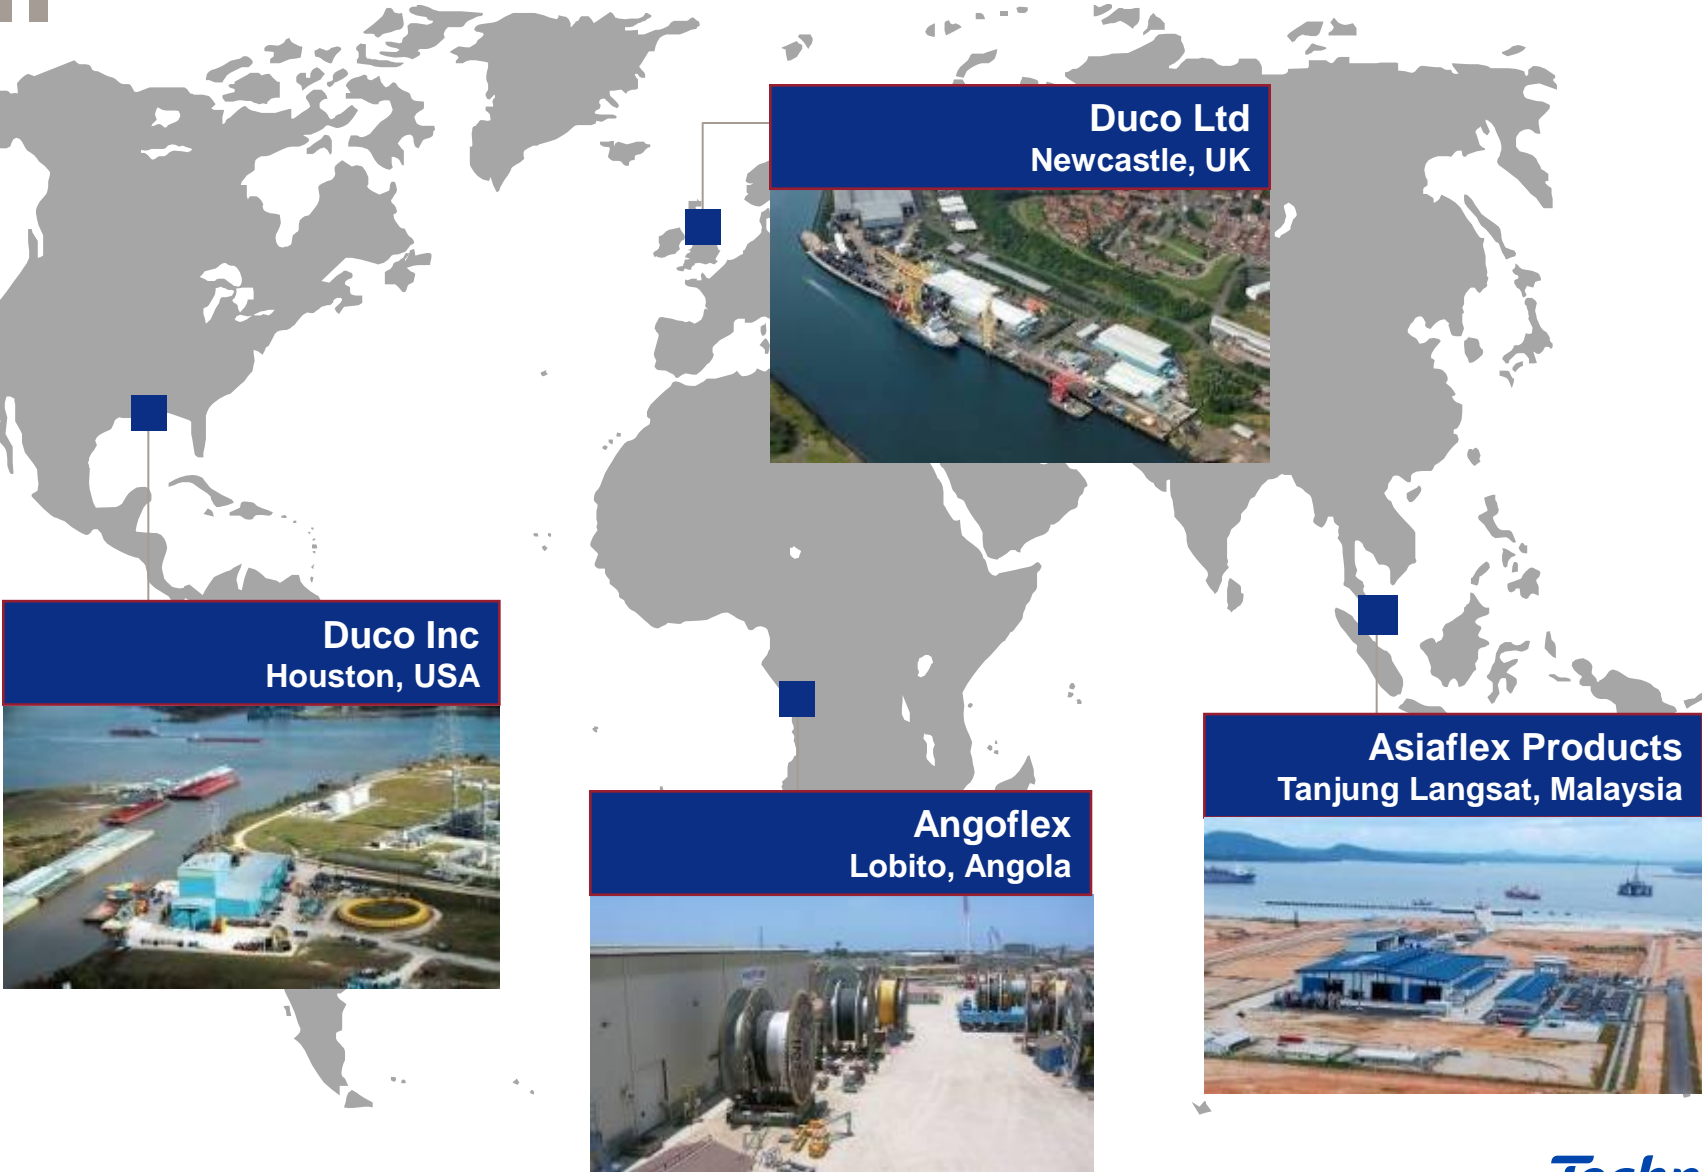 Duco Ltd
Newcastle, UK
Duco Inc
Houston, USA
Asiaflex Products
Tanjung Langsat, Malaysia
Angoflex
Lobito, Angola